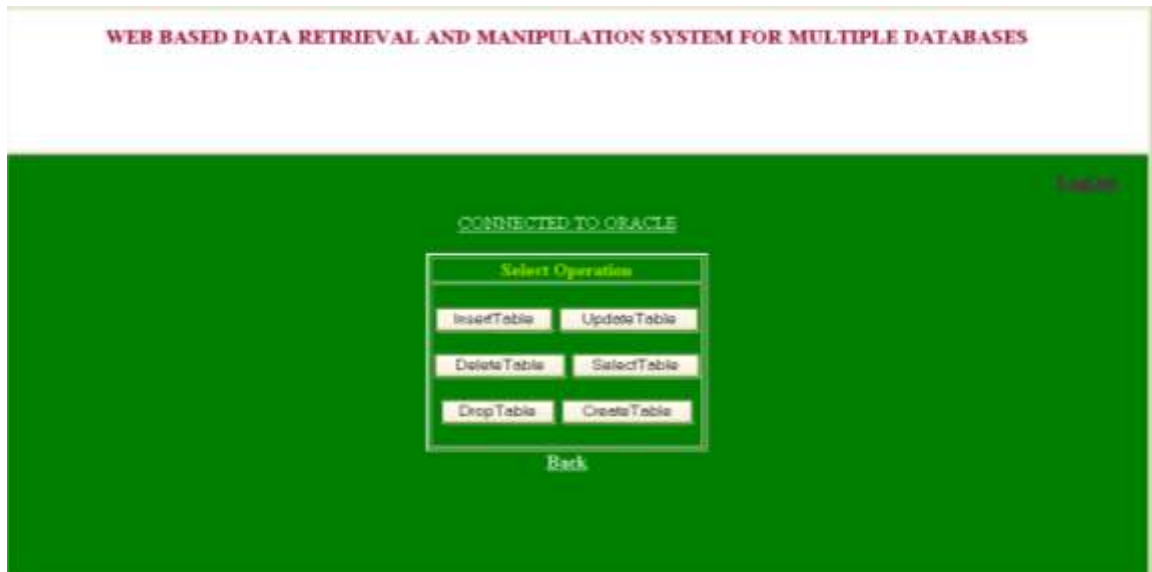 WEB BASED DATA RETRIEVAL AND MANIPULATION SYSTEM FOR MULTIPLE DATABASES
CONNECTED TO ORACLE
Select Operation
InsertTable UpdateTable
DeleteTable SelectTable
DropTable CreateTable
Back